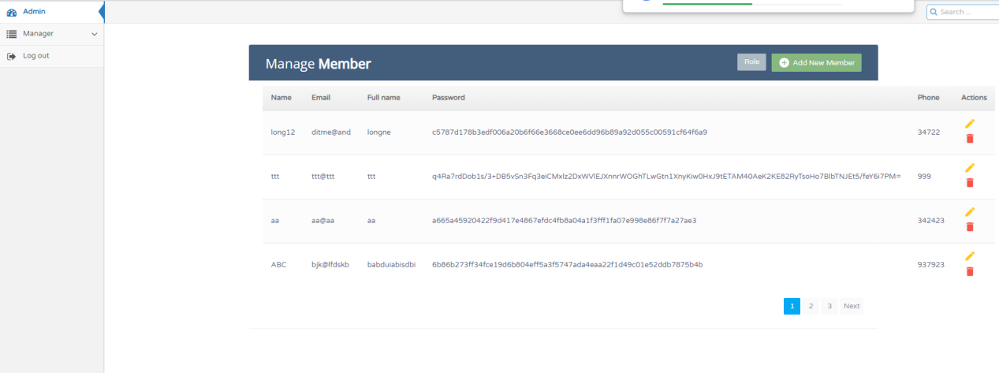 Admin
Search ...
Manager
Log out
Manage Member
Role
Add New Member
Name Email Full name Password Phone Actions
long12 ditme@and longne c5787d178b3edf006a20b6f66e3668ce0ee6dd96b89a92d055c00591cf64f6a9 34722
ttt ttt@ttt ttt q4Ra7rdDob1s/3+DB5vSn3Fq3eiCMxlz2DxWVlEJXnnrWOGhTLwGtn1XnyKiw0HxJ9tETAM40AeK2KE82RyTsoHo7BlbTNJEt5/feY6i7PM= 999
aa aa@aa aa a665a45920422f9d417e4867efdc4fb8a04a1f3fff1fa07e998e86f7f7a27ae3 342423
ABC bjk@lfdskb babduiabisdbi 6b86b273ff34fce19d6b804eff5a3f5747ada4eaa22f1d49c01e52ddb7875b4b 937923
1 2 3 Next